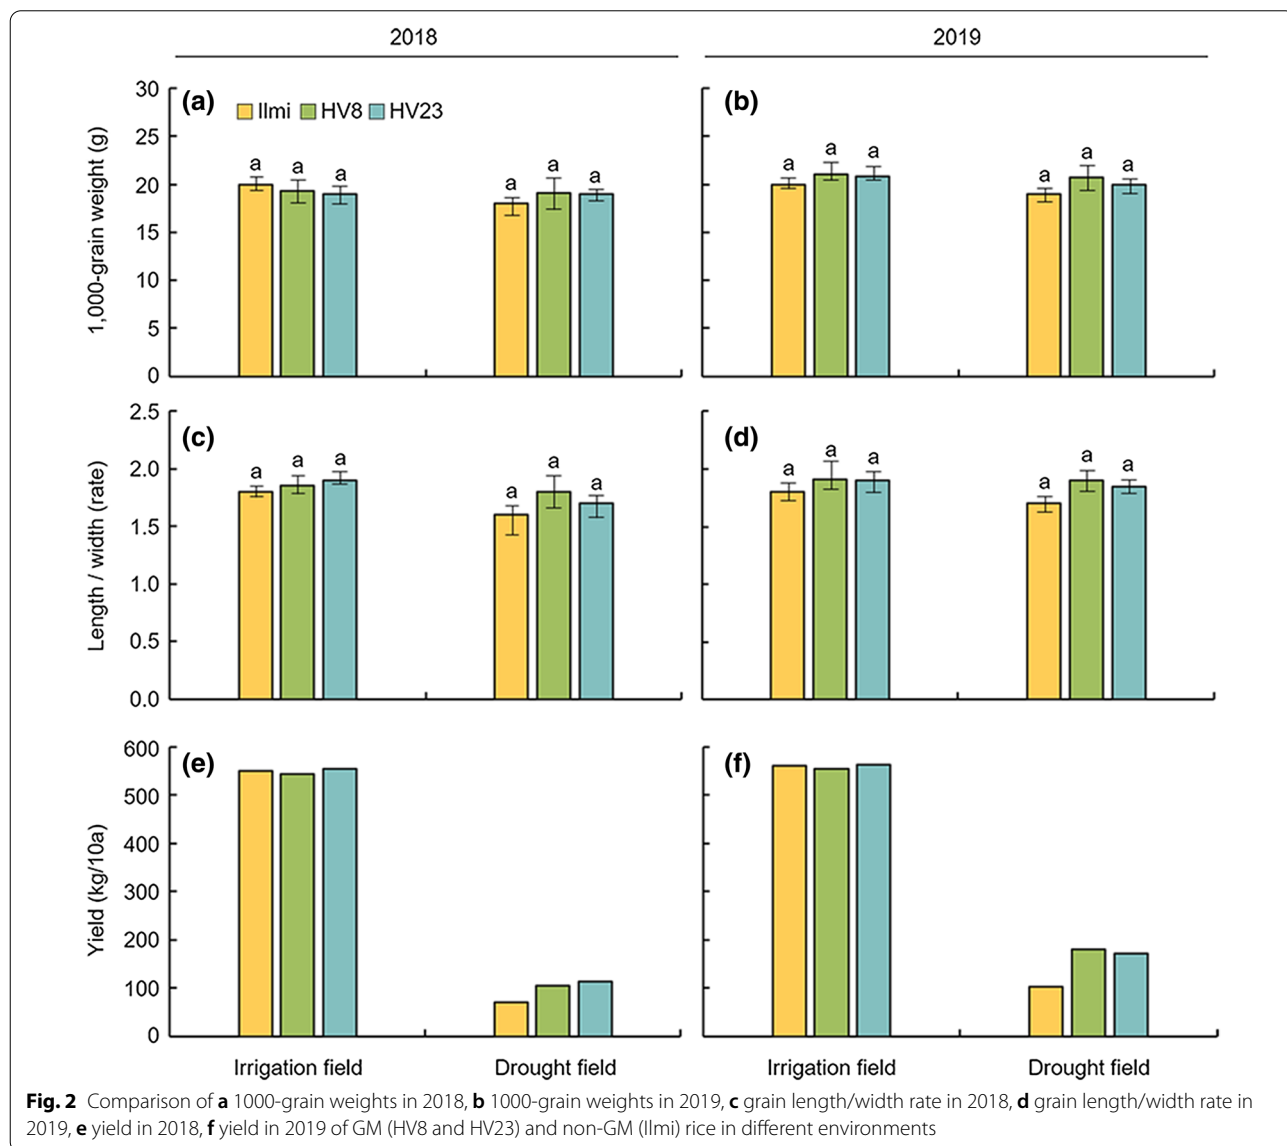 2018 2019
(a) Ilmi HV8 HV23 (b)
1,000-grain weight (g)
30
25
20
15
10
5
0
a a a a a a a a a a a a
(c) (d)
Length / width (rate)
2.5
2.0
1.5
1.0
0.5
0.0
a a a a a a a a a a a a
(e) (f)
Yield (kg/10a)
600
500
400
300
200
100
0
Irrigation field Drought field Irrigation field Drought field
Fig. 2 Comparison of a 1000-grain weights in 2018, b 1000-grain weights in 2019, c grain length/width rate in 2018, d grain length/width rate in
2019, e yield in 2018, f yield in 2019 of GM (HV8 and HV23) and non-GM (Ilmi) rice in different environments